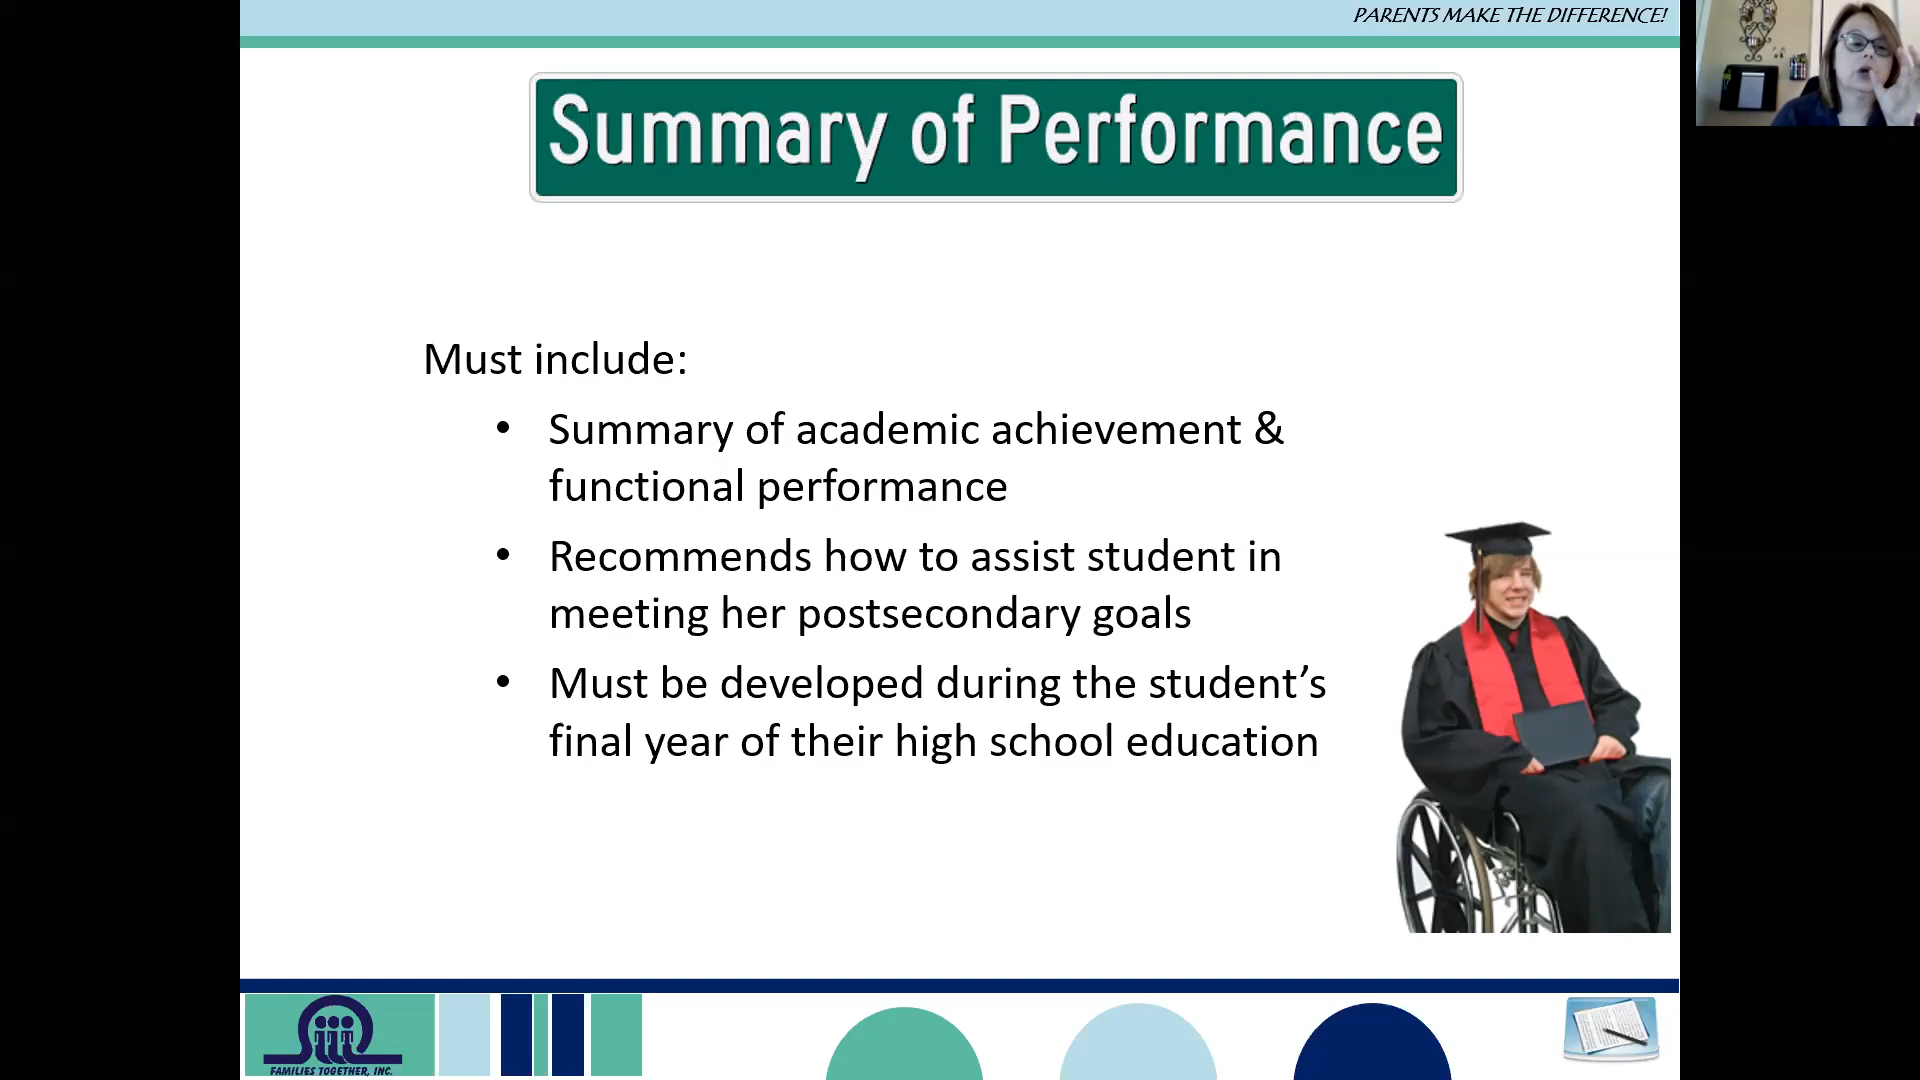 PARENTS MAKE THE DIFFERENCE!
Summary of Performance
Must include:
• Summary of academic achievement &
functional performance
• Recommends how to assist student in
meeting her postsecondary goals
• Must be developed during the student’s
final year of their high school education
FAMILIES TOGETHER, INC.